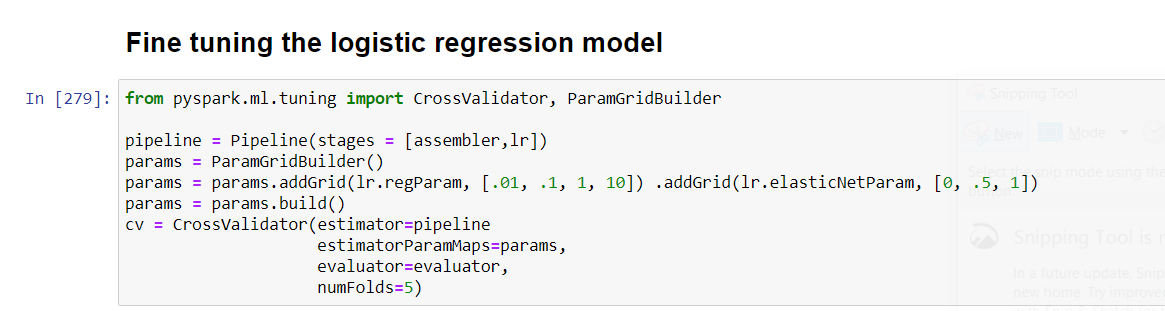 Fine tuning the logistic regression model
In [279]: from pyspark.ml.tuning import CrossValidator, ParamGridBuilder
pipeline = Pipeline(stages = [assembler,lr])
params = ParamGridBuilder()
params = params.addGrid(lr.regParam, [.01, .1, 1, 10]) .addGrid(lr.elasticNetParam, [0, .5, 1])
params = params.build()
cv = CrossValidator(estimator=pipeline
estimatorParamMaps=params,
evaluator=evaluator,
numFolds=5)
Snipping Tool
New Mode
Select the snip mode using the
Snipping Tool is
In a future update, Snip
new home. Try improve